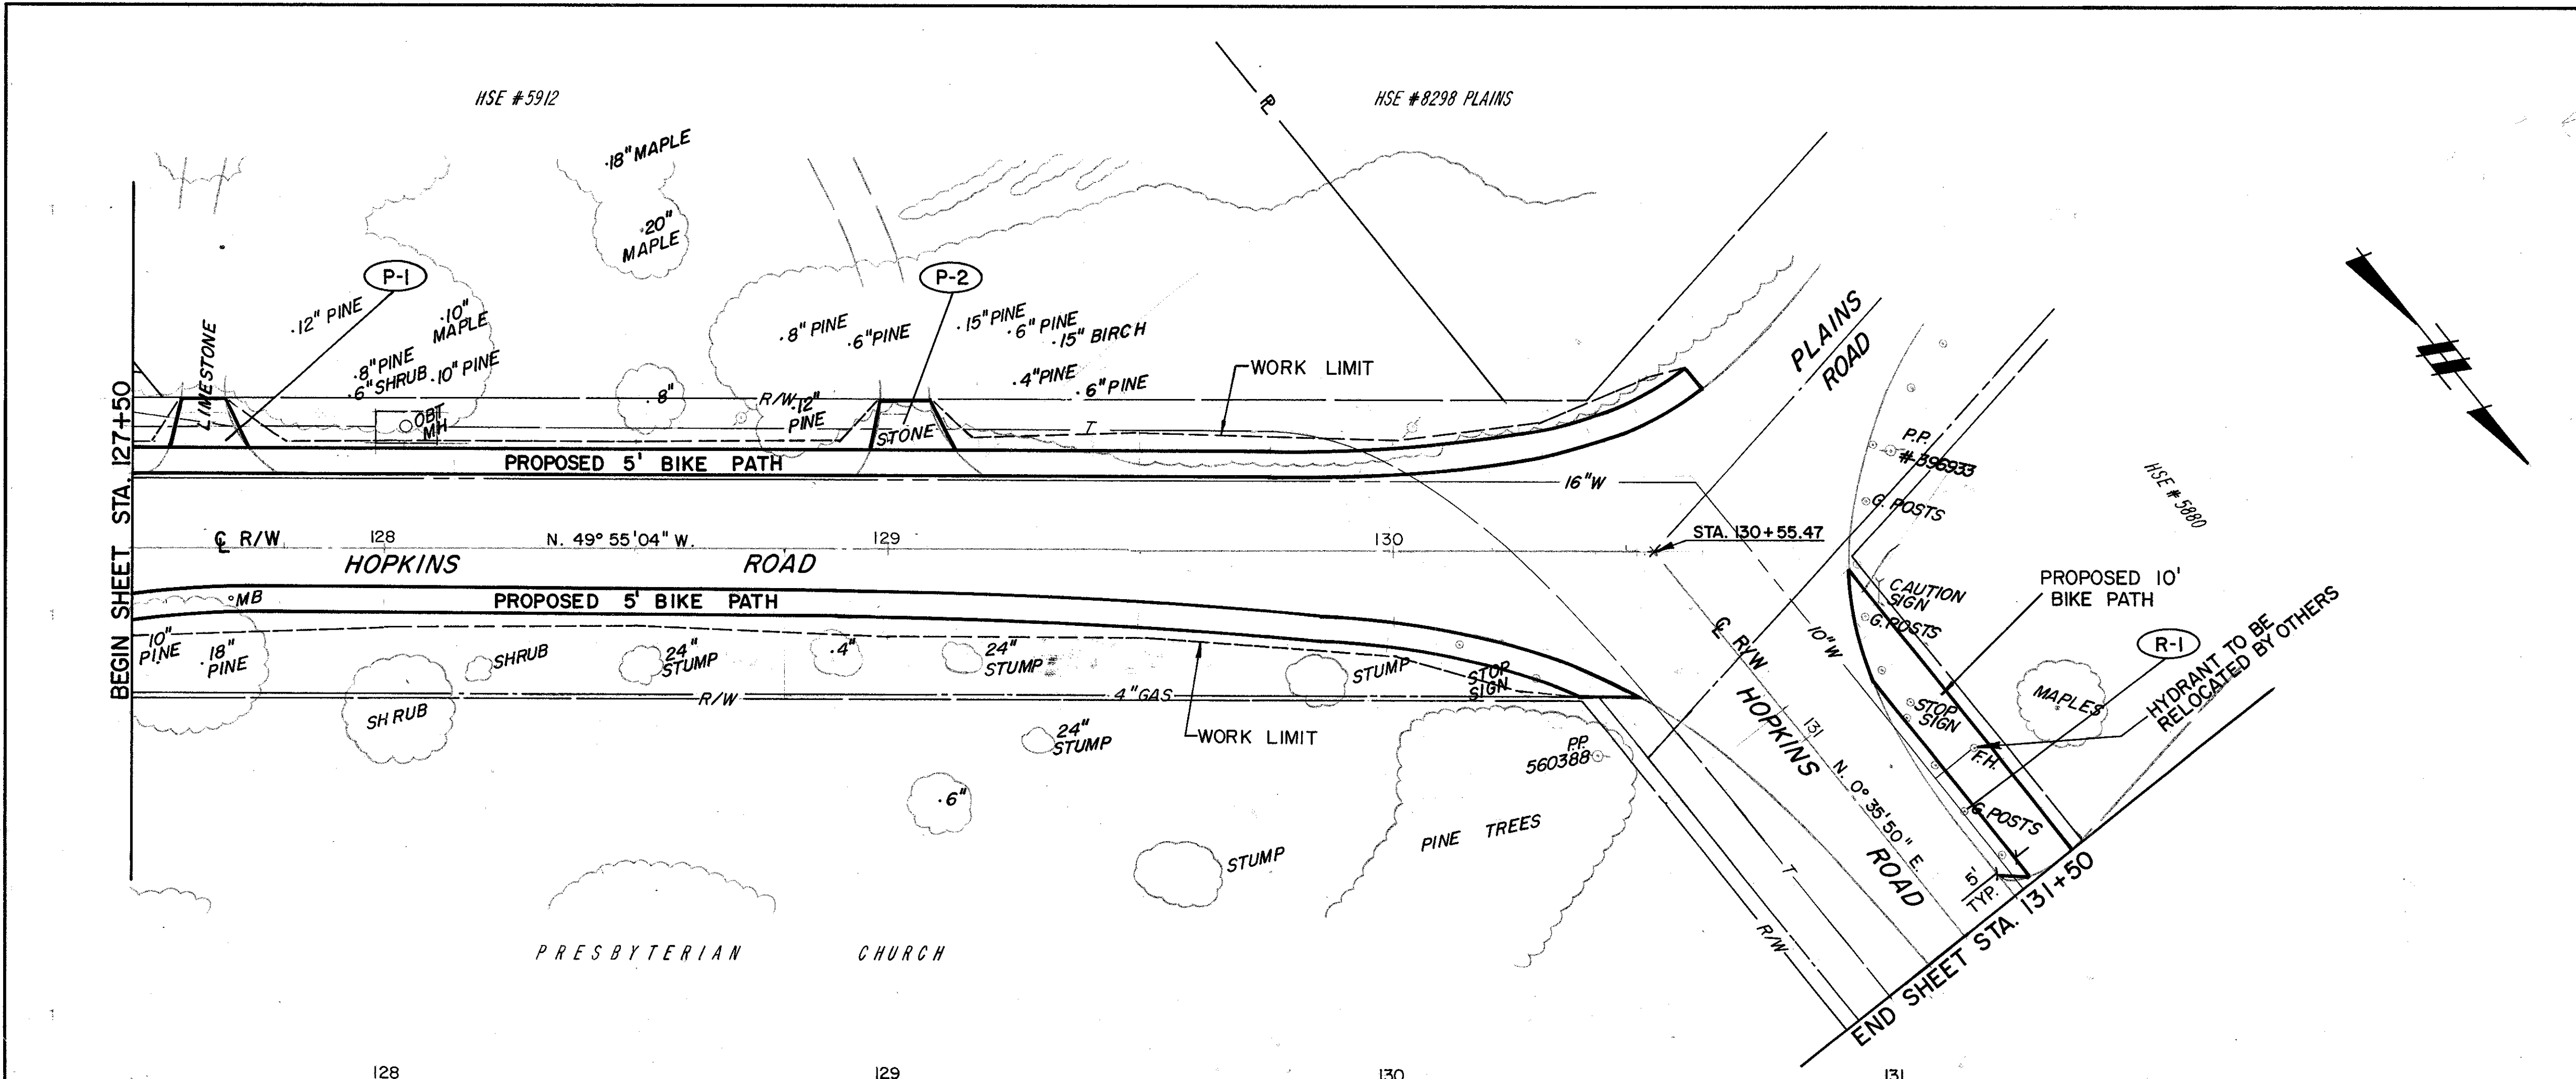 HSE #5912
HSE #8298 PLAINS
PL
.18" MAPLE
.20"
MAPLE
P-1
P-2
.12" PINE
.10"
MAPLE
.8" PINE
.6" SHRUB
.10" PINE
LIMESTONE
OBT
MH
.8"
R/W
.12"
PINE
.8" PINE
.6" PINE
.15" PINE
.6" PINE
.15" BIRCH
.4" PINE
.6" PINE
STONE
T
WORK LIMIT
PLAINS
ROAD
PROPOSED 5' BIKE PATH
16" W
P.P.
#396933
G. POSTS
HSE #5880
BEGIN SHEET STA. 127+50
℄ R/W
128
N. 49° 55' 04" W.
129
130
STA. 130+55.47
HOPKINS ROAD
MB
PROPOSED 5' BIKE PATH
10"
PINE
.18"
PINE
SHRUB
SHRUB
24"
STUMP
.4"
24"
STUMP
STUMP
STOP
SIGN
R/W
4" GAS
WORK LIMIT
24"
STUMP
.6"
STUMP
P.P.
560388
PINE TREES
℄ R/W
HOPKINS
ROAD
131
N. 0° 35' 50" E.
10" W
CAUTION
SIGN
G. POSTS
PROPOSED 10'
BIKE PATH
R-1
HYDRANT TO BE
RELOCATED BY OTHERS
MAPLES
STOP
SIGN
F.H.
G. POSTS
5'
TYP.
T
R/W
END SHEET STA. 131+50
PRESBYTERIAN CHURCH
128
129
130
131